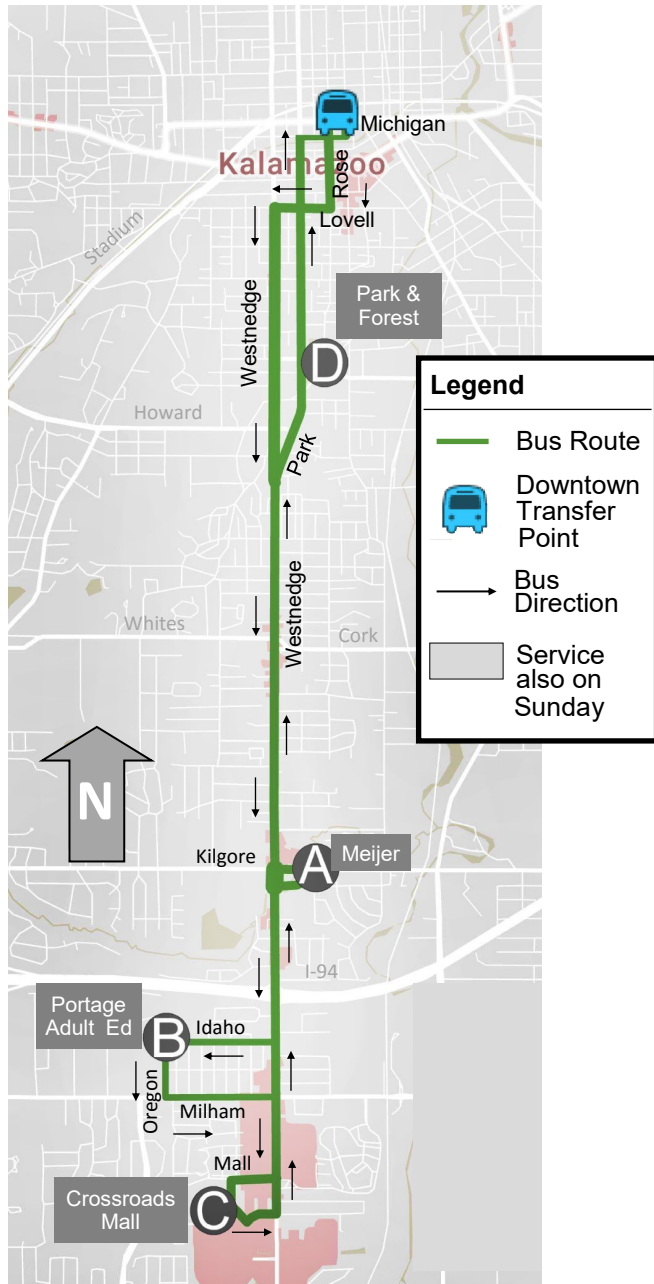 Michigan
Kalamazoo
Rose
Lovell
Stadium
Westnedge
Park &
Forest
D
Howard
Park
Westnedge
Whites
Cork
N
Kilgore
A
Meijer
I-94
Portage
Adult Ed
B
Idaho
Oregon
Milham
Mall
Crossroads
Mall
C
Legend
Bus Route
Downtown
Transfer
Point
Bus
Direction
Service
also on
Sunday